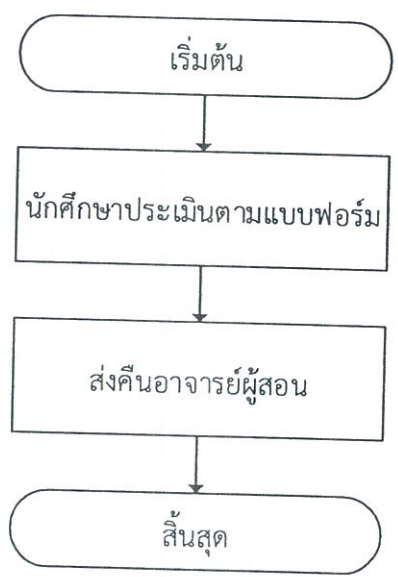 เริ่มต้น
นักศึกษาประเมินตามแบบฟอร์ม
ส่งคืนอาจารย์ผู้สอน
สิ้นสุด